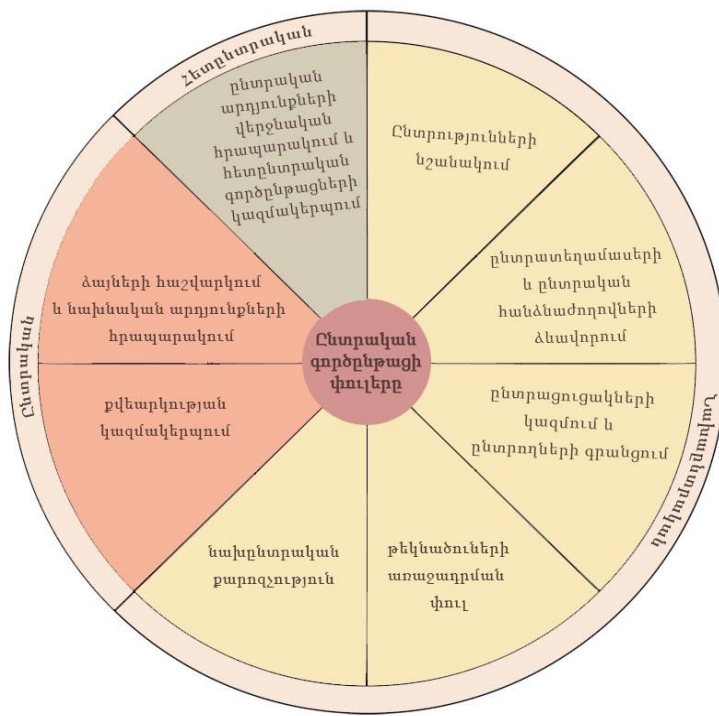 Հետընտրական
ընտրական
արդյունքների
վերջնական
հրապարակում և
հետընտրական
գործընթացների
կազմակերպում
Ընտրությունների
նշանակում
ընտրատեղամասերի
և ընտրական
հանձնաժողովների
ձևավորում
ընտրացուցակների
կազմում և
ընտրողների գրանցում
Նախընտրական
թեկնածուների
առաջադրման
փուլ
նախընտրական
քարոզչություն
Ընտրական
քվեարկության
կազմակերպում
ձայների հաշվարկում
և նախնական արդյունքների
հրապարակում
Ընտրական
գործընթացի
փուլերը